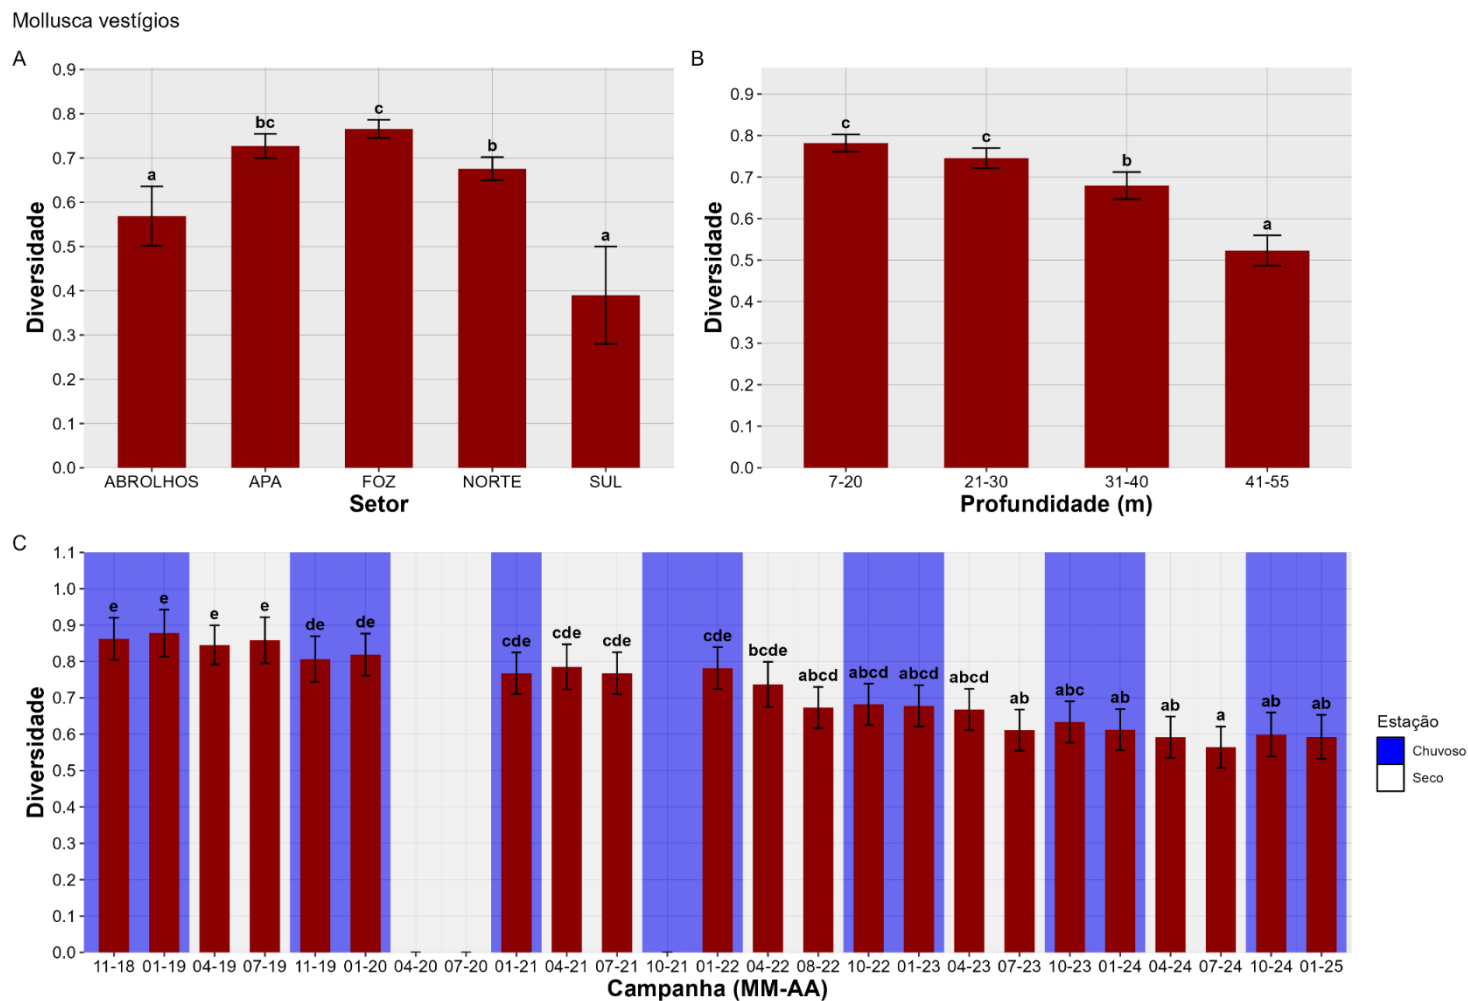 Mollusca vestígios
A
Diversidade
0.9
0.8
0.7
0.6
0.5
0.4
0.3
0.2
0.1
0.0
a
bc
c
b
a
ABROLHOS APA FOZ NORTE SUL
Setor
B
Diversidade
0.9
0.8
0.7
0.6
0.5
0.4
0.3
0.2
0.1
0.0
c
c
b
a
7-20 21-30 31-40 41-55
Profundidade (m)
C
Diversidade
1.1
1.0
0.9
0.8
0.7
0.6
0.5
0.4
0.3
0.2
0.1
0.0
e e e e de de cde cde cde cde bcde abcd abcd abcd abcd ab abc ab ab a ab ab
11-18 01-19 04-19 07-19 11-19 01-20 04-20 07-20 01-21 04-21 07-21 10-21 01-22 04-22 08-22 10-22 01-23 04-23 07-23 10-23 01-24 04-24 07-24 10-24 01-25
Campanha (MM-AA)
Estação
Chuvoso
Seco